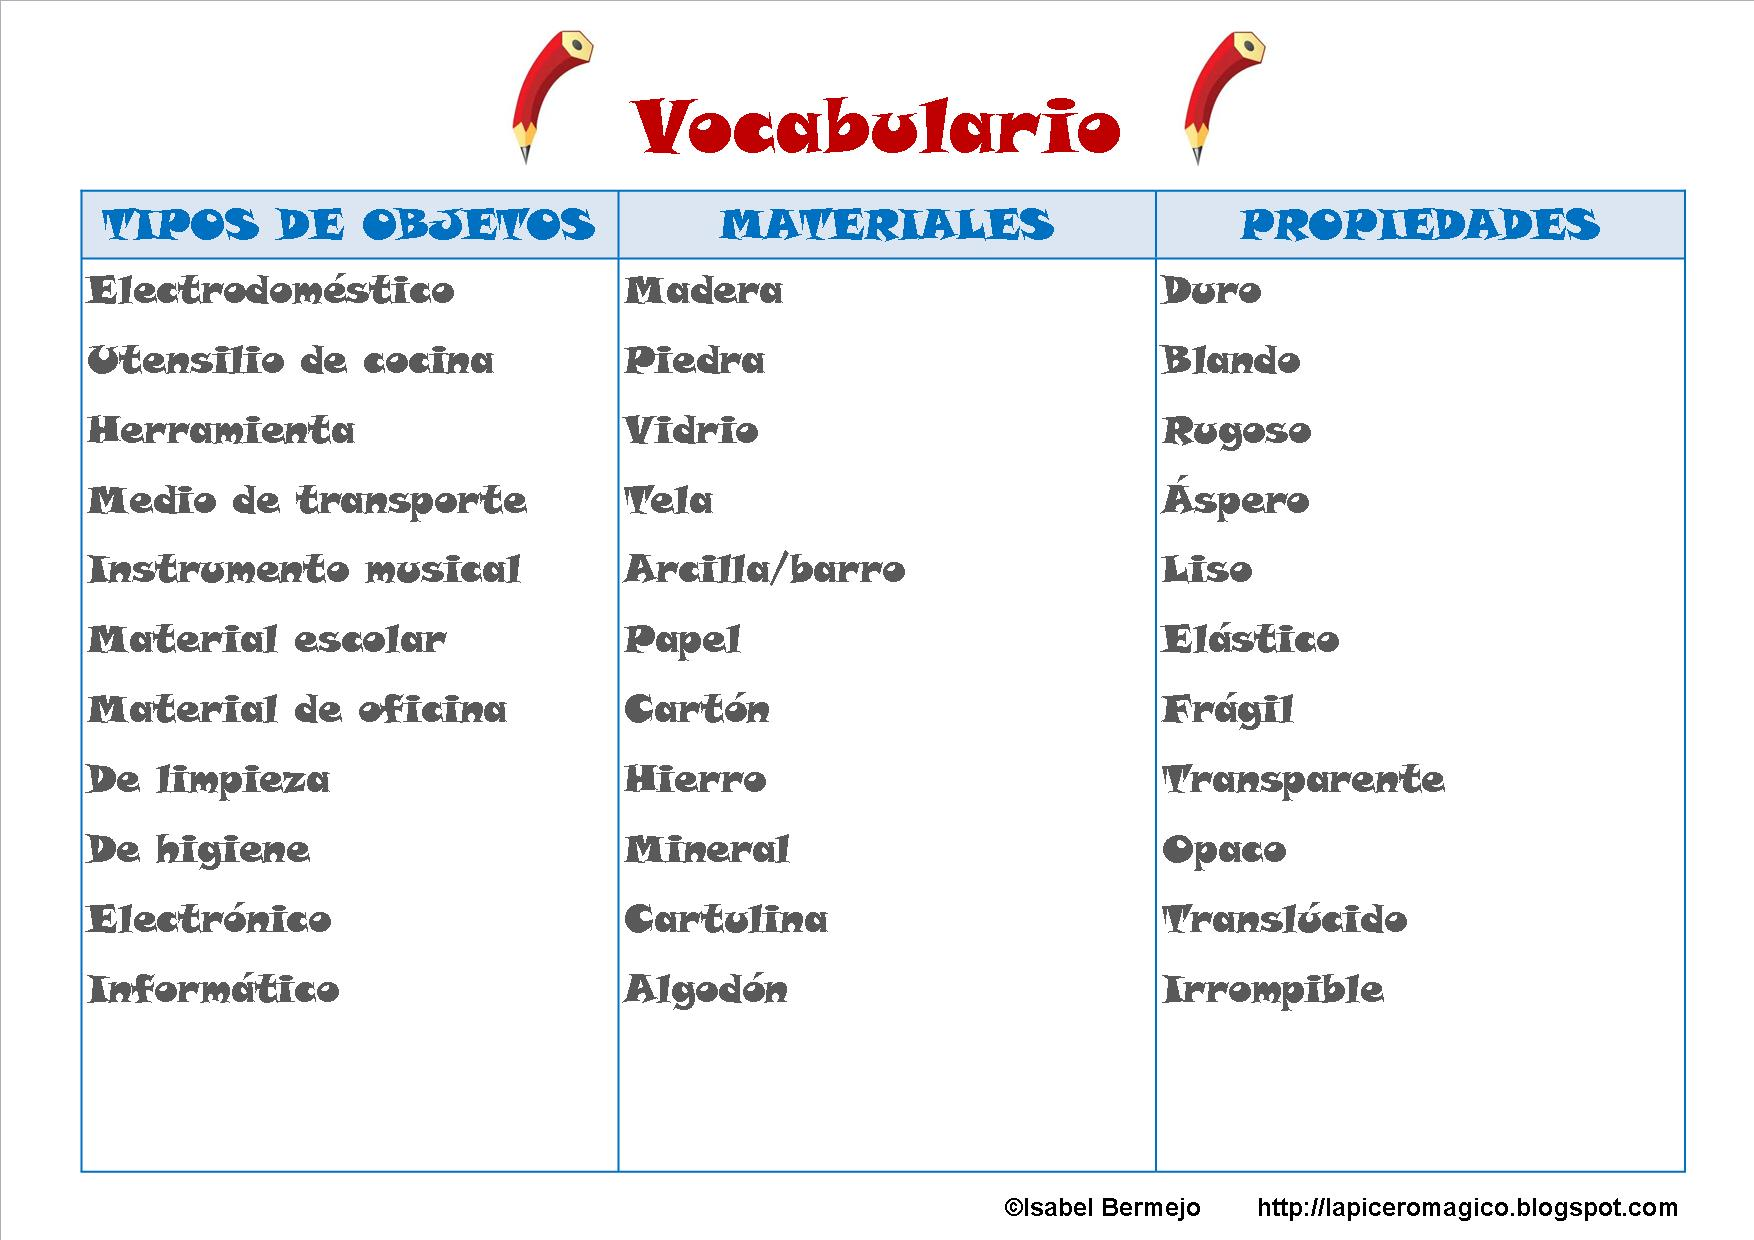 Vocabulario
TIPOS DE OBJETOS MATERIALES PROPIEDADES
Electrodoméstico Madera Duro
Utensilio de cocina Piedra Blando
Herramienta Vidrio Rugoso
Medio de transporte Tela Áspero
Instrumento musical Arcilla/barro Liso
Material escolar Papel Elástico
Material de oficina Cartón Frágil
De limpieza Hierro Transparente
De higiene Mineral Opaco
Electrónico Cartulina Translúcido
Informático Algodón Irrompible
©Isabel Bermejo http://lapiceromagico.blogspot.com